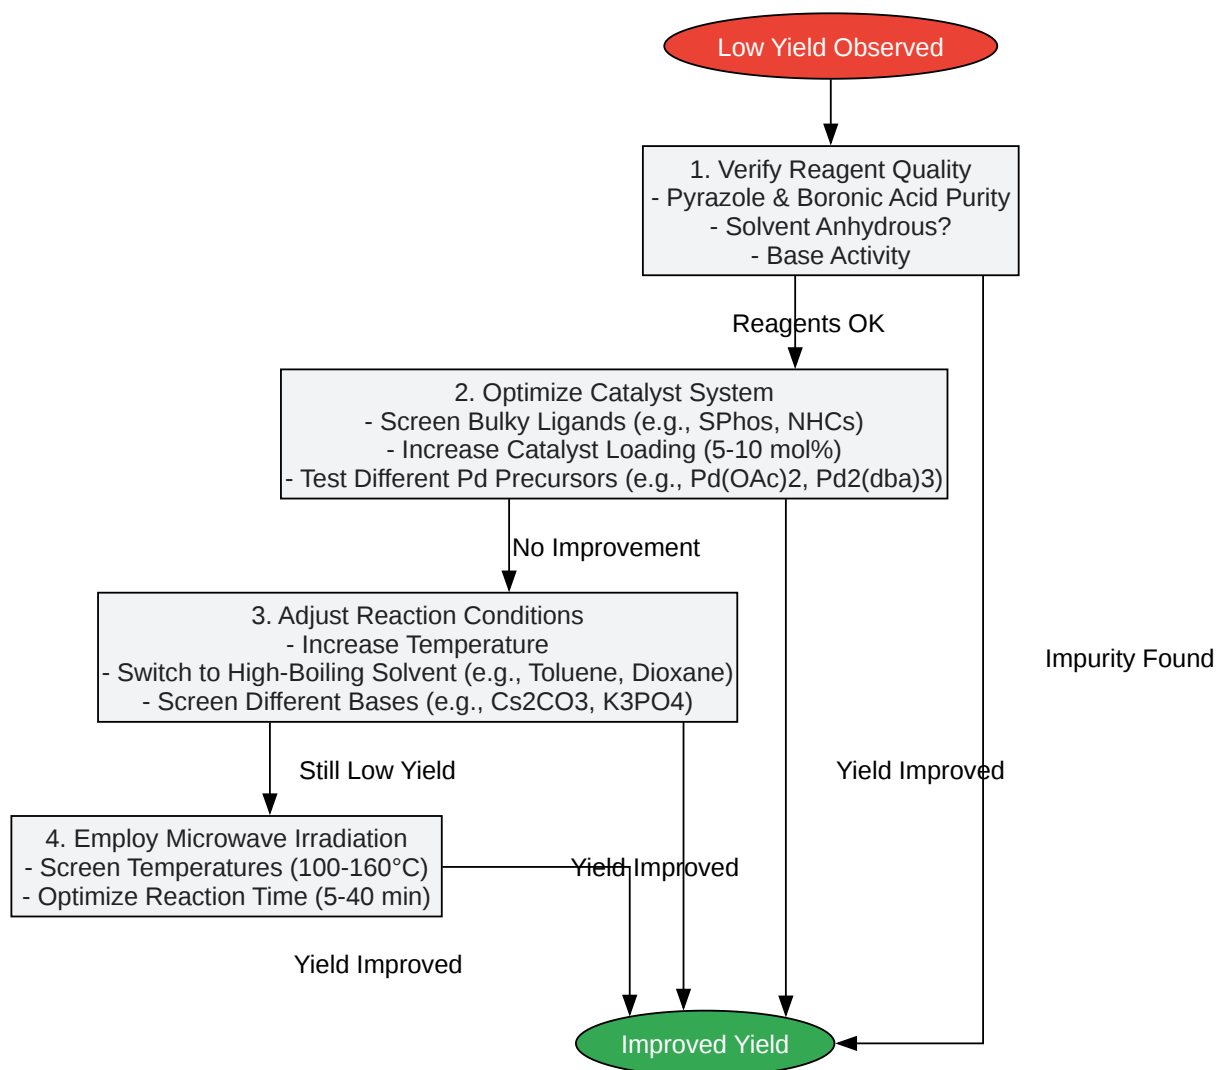 Low Yield Observed
1. Verify Reagent Quality
- Pyrazole & Boronic Acid Purity
- Solvent Anhydrous?
- Base Activity
Reagents OK
2. Optimize Catalyst System
- Screen Bulky Ligands (e.g., SPhos, NHCs)
- Increase Catalyst Loading (5-10 mol%)
- Test Different Pd Precursors (e.g., Pd(OAc)2, Pd2(dba)3)
No Improvement
3. Adjust Reaction Conditions
- Increase Temperature
- Switch to High-Boiling Solvent (e.g., Toluene, Dioxane)
- Screen Different Bases (e.g., Cs2CO3, K3PO4)
Impurity Found
Still Low Yield
Yield Improved
4. Employ Microwave Irradiation
- Screen Temperatures (100-160°C)
- Optimize Reaction Time (5-40 min)
Yield Improved
Yield Improved
Improved Yield